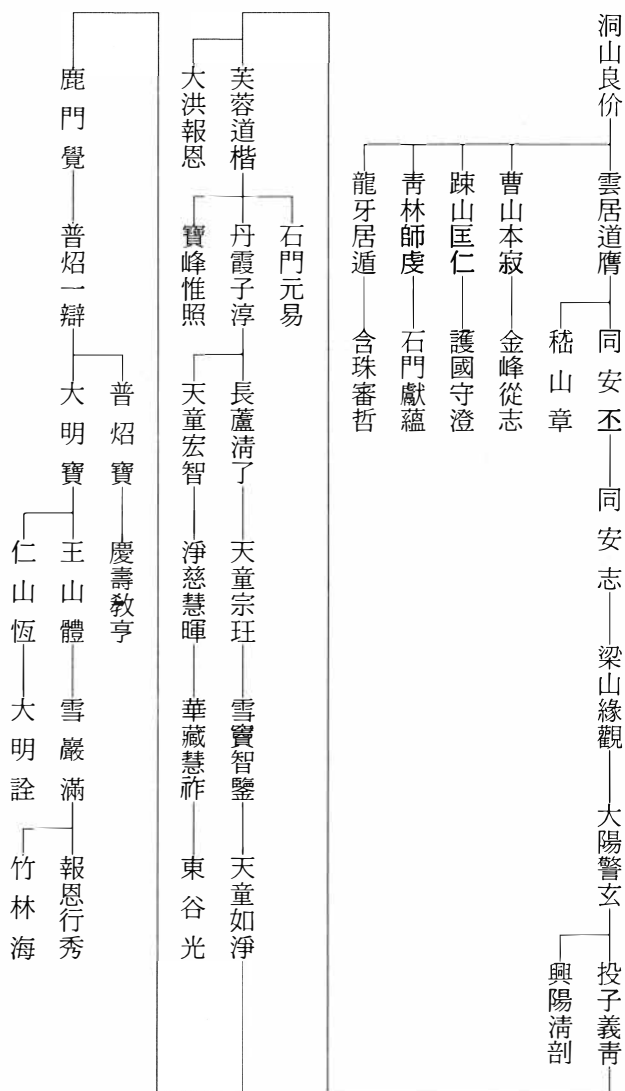 洞山良价
雲居道膺
同安丕
同安志
梁山緣觀
大陽警玄
投子義靑
興陽淸剖
嵇山章
曹山本寂
金峰從志
踈山匡仁
護國守澄
靑林師虔
石門獻蘊
龍牙居遁
含珠審哲
芙蓉道楷
大洪報恩
石門元易
丹霞子淳
寶峰惟照
長蘆淸了
天童宗玨
雪竇智鑒
天童如淨
天童宏智
淨慈慧暉
華藏慧祚
東谷光
鹿門覺
普炤一辯
普炤寶
慶壽敎亨
大明寶
王山體
雪巖滿
報恩行秀
竹林海
仁山恆
大明詮